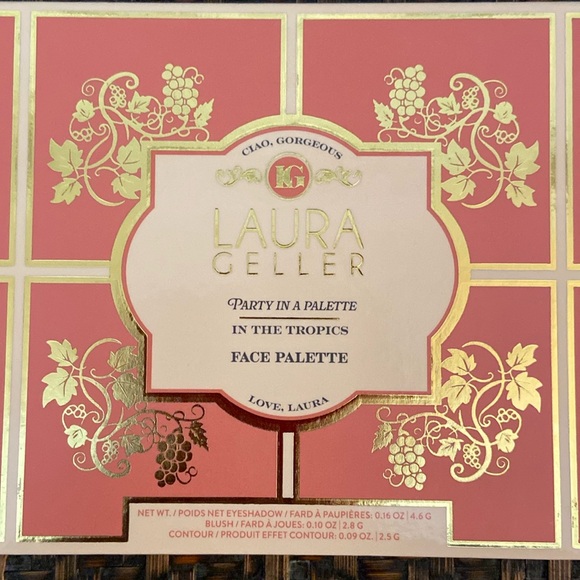 CIAO, GORGEOUS
LG
LAURA
GELLER
PARTY IN A PALETTE
IN THE TROPICS
FACE PALETTE
LOVE, LAURA
NET WT. / POIDS NET EYESHADOW / FARD À PAUPIÈRES: 0.16 OZ | 4.6 G
BLUSH / FARD À JOUES: 0.10 OZ | 2.8 G
CONTOUR / PRODUIT EFFET CONTOUR: 0.09 OZ. | 2.5 G